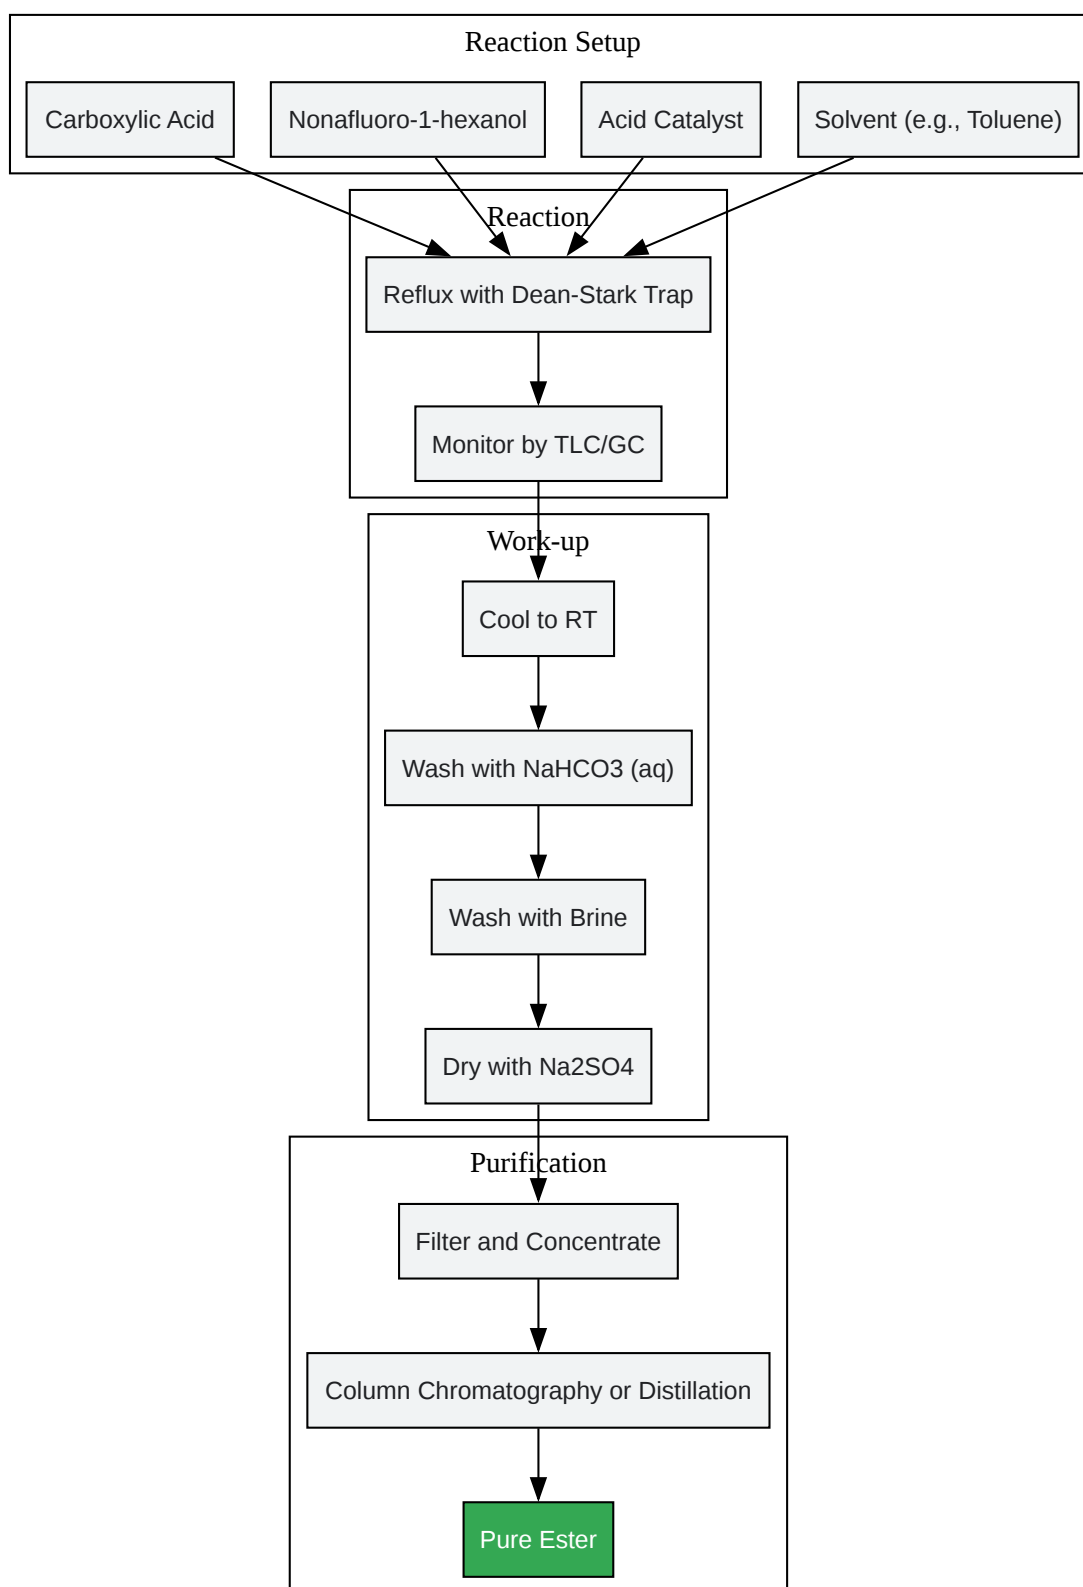 Reaction Setup
Carboxylic Acid
Nonafluoro-1-hexanol
Acid Catalyst
Solvent (e.g., Toluene)
Reaction
Reflux with Dean-Stark Trap
Monitor by TLC/GC
Work-up
Cool to RT
Wash with NaHCO3 (aq)
Wash with Brine
Dry with Na2SO4
Purification
Filter and Concentrate
Column Chromatography or Distillation
Pure Ester